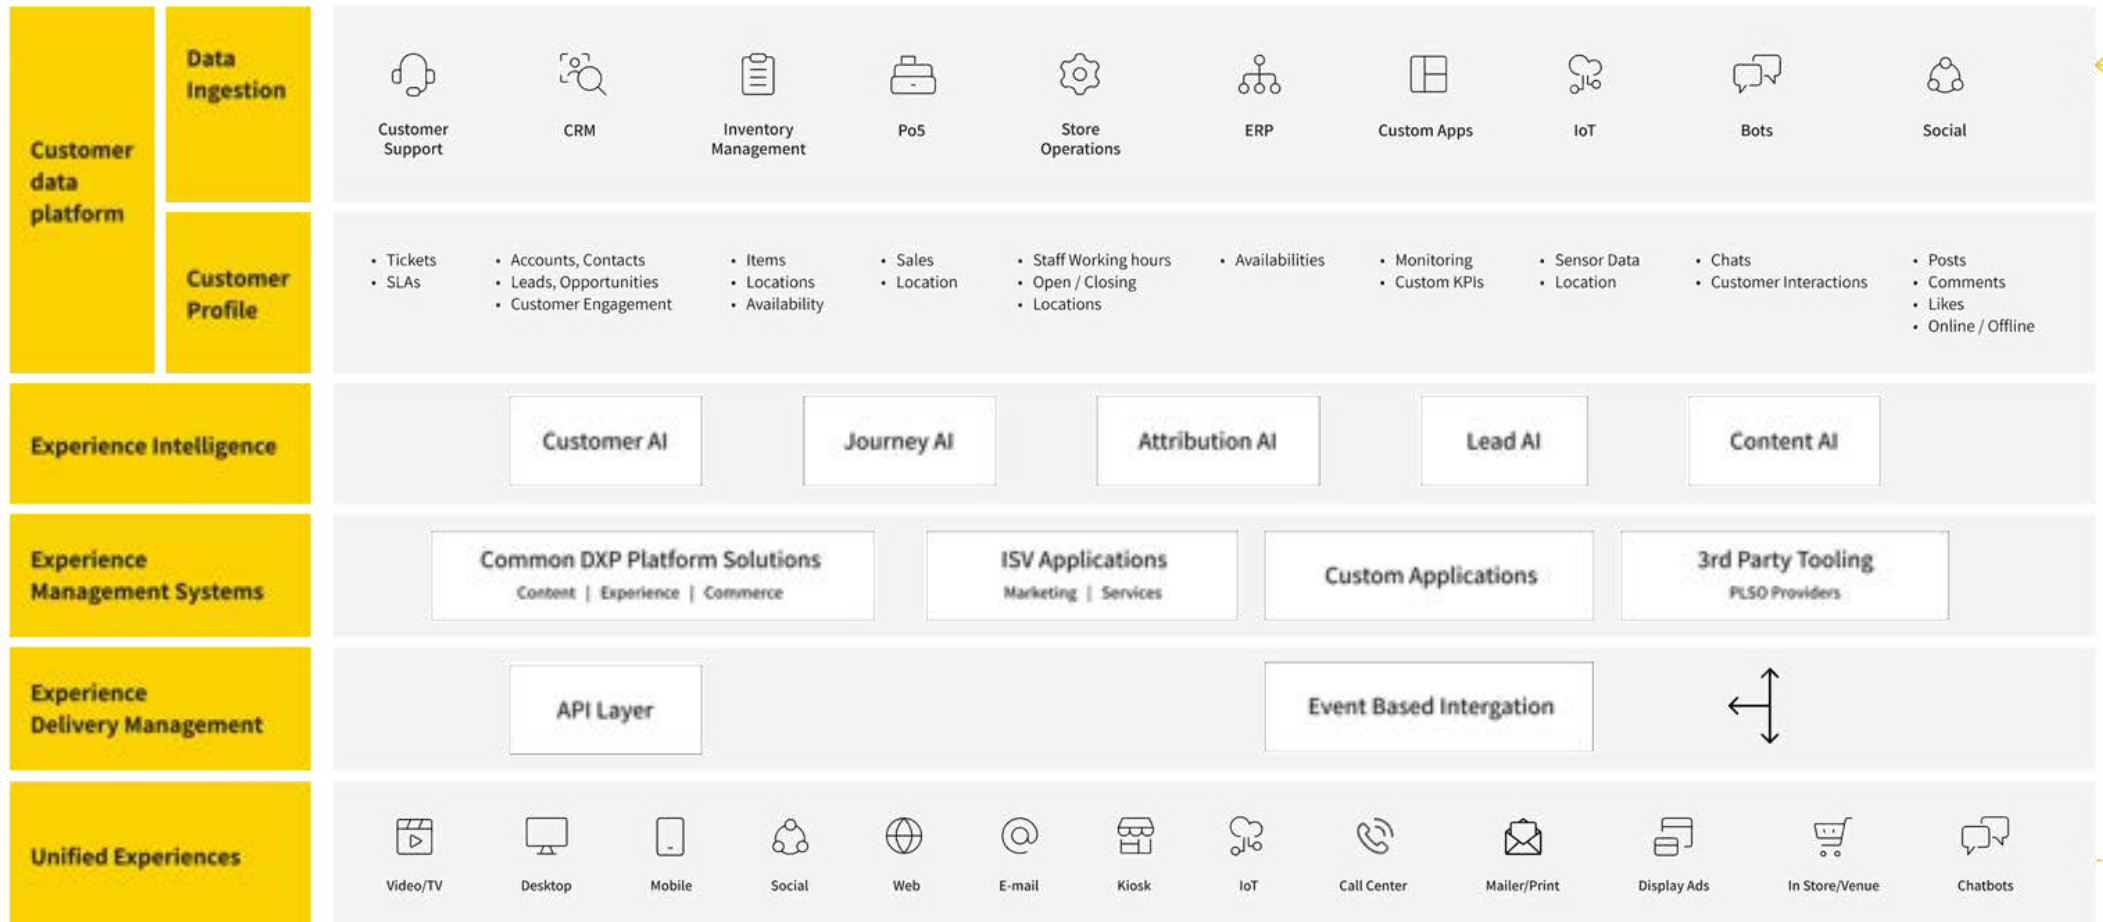 Customer
data
platform
Data
Ingestion
Customer
Support
CRM
Inventory
Management
Po5
Store
Operations
ERP
Custom Apps
IoT
Bots
Social
Customer
Profile
• Tickets
• SLAs
• Accounts, Contacts
• Leads, Opportunities
• Customer Engagement
• Items
• Locations
• Availability
• Sales
• Location
• Staff Working hours
• Open / Closing
• Locations
• Availabilities
• Monitoring
• Custom KPIs
• Sensor Data
• Location
• Chats
• Customer Interactions
• Posts
• Comments
• Likes
• Online / Offline
Experience Intelligence
Customer AI
Journey AI
Attribution AI
Lead AI
Content AI
Experience
Management Systems
Common DXP Platform Solutions
Content | Experience | Commerce
ISV Applications
Marketing | Services
Custom Applications
3rd Party Tooling
PLSO Providers
Experience
Delivery Management
API Layer
Event Based Intergation
Unified Experiences
Video/TV
Desktop
Mobile
Social
Web
E-mail
Kiosk
IoT
Call Center
Mailer/Print
Display Ads
In Store/Venue
Chatbots